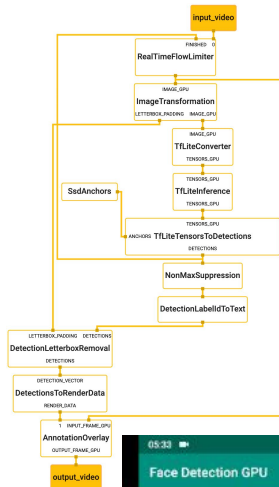 input_video
FINISHED 0
RealTimeFlowLimiter
IMAGE_GPU
ImageTransformation
LETTERBOX_PADDING IMAGE_GPU
IMAGE_GPU
TfLiteConverter
TENSORS_GPU
TENSORS_GPU
TfLiteInference
TENSORS_GPU
SsdAnchors
TENSORS_GPU
ANCHORS TfLiteTensorsToDetections
DETECTIONS
NonMaxSuppression
DetectionLabelIdToText
LETTERBOX_PADDING DETECTIONS
DetectionLetterboxRemoval
DETECTIONS
DETECTION_VECTOR
DetectionsToRenderData
RENDER_DATA
1 INPUT_FRAME_GPU
AnnotationOverlay
OUTPUT_FRAME_GPU
output_video
05:33
Face Detection GPU